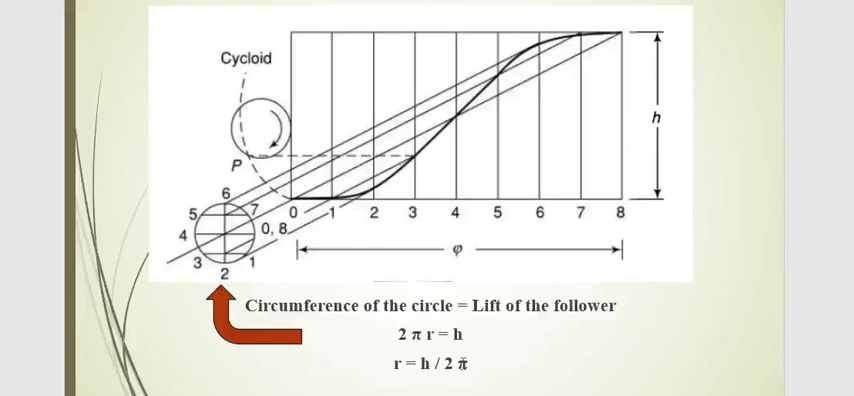 Cycloid
h
P
6
5
7
0
1
2
3
4
5
6
7
8
4
0, 8
3
1
2
φ
Circumference of the circle = Lift of the follower
2 π r = h
r = h / 2 π